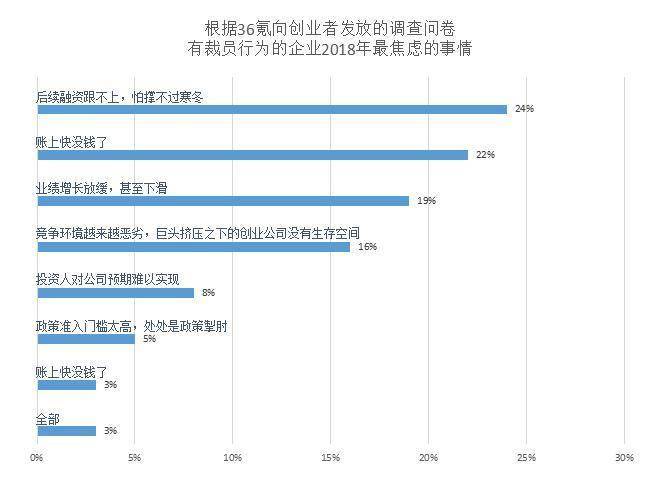 根据36氪向创业者发放的调查问卷
有裁员行为的企业2018年最焦虑的事情
后续融资跟不上，怕撑不过寒冬
24%
账上快没钱了
22%
业绩增长放缓，甚至下滑
19%
竞争环境越来越恶劣，巨头挤压之下的创业公司没有生存空间
16%
投资人对公司预期难以实现
8%
政策准入门槛太高，处处是政策掣肘
5%
账上快没钱了
3%
全部
3%
0% 5% 10% 15% 20% 25% 30%